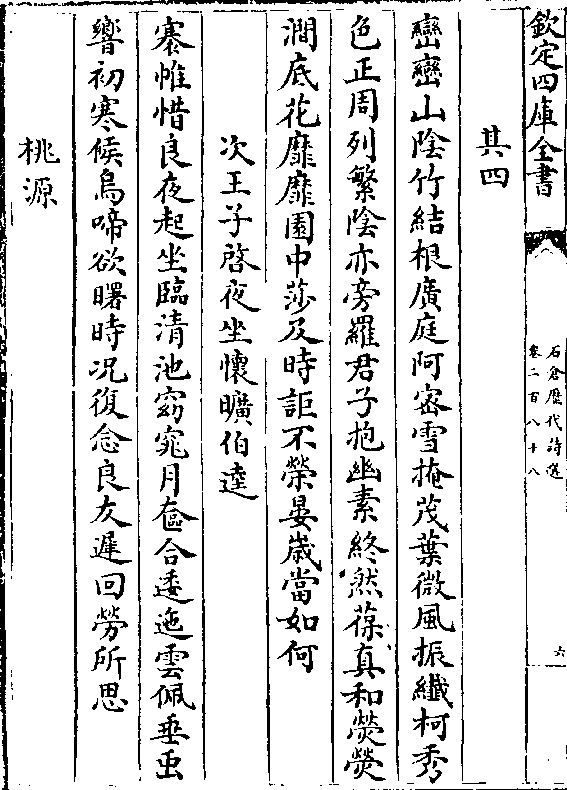 欽定四庫全書
石倉歷代詩選
卷二百八十八
六
其四
巒巒山陰竹結根廣庭阿密雪掩茂葉微風振纖柯秀
色正周列繁陰亦旁羅君子抱幽素終然葆真和熒熒
澗底花靡靡園中莎及時詎不榮晏歲當如何
次王子啓夜坐懷曠伯逵
褰帷惜良夜起坐臨清池窈窕月奩合逶迤雲佩垂虫
響初寒候鳥啼欲曙時况復念良友遲回勞所思
桃源